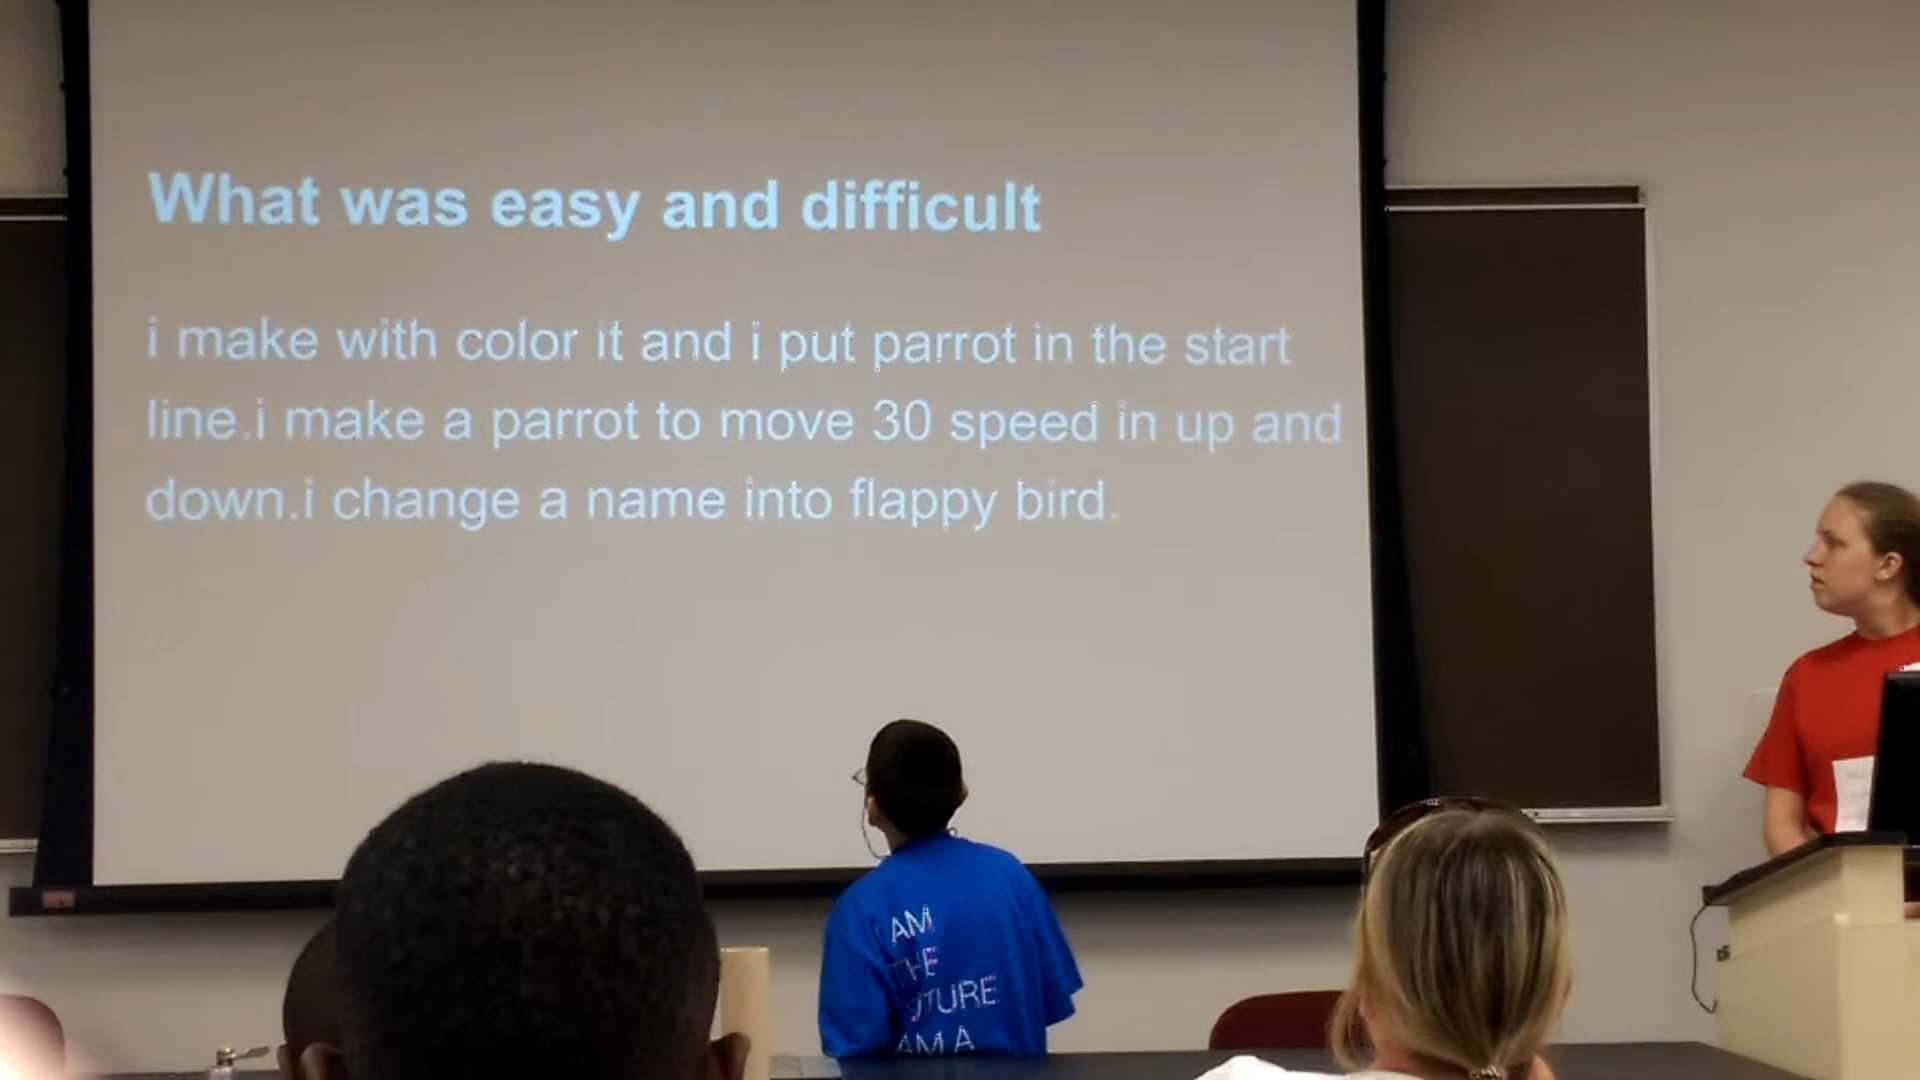 What was easy and difficult
i make with color it and i put parrot in the start
line.i make a parrot to move 30 speed in up and
down.i change a name into flappy bird.
AM
THE
UTURE
AM A